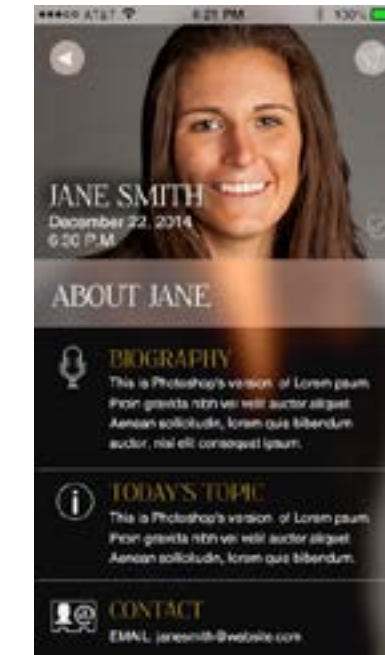 AT&T 6:21 PM 100%
JANE SMITH
December 22, 2014
6:30 P.M.
ABOUT JANE
BIOGRAPHY
This is Photoshop's version of Lorem Ipsum.
Proin gravida nibh vel velit auctor aliquet.
Aenean sollicitudin, lorem quis bibendum
auctor, nisi elit consequat ipsum.
TODAY'S TOPIC
This is Photoshop's version of Lorem Ipsum.
Proin gravida nibh vel velit auctor aliquet.
Aenean sollicitudin, lorem quis bibendum.
CONTACT
EMAIL: janesmith@website.com